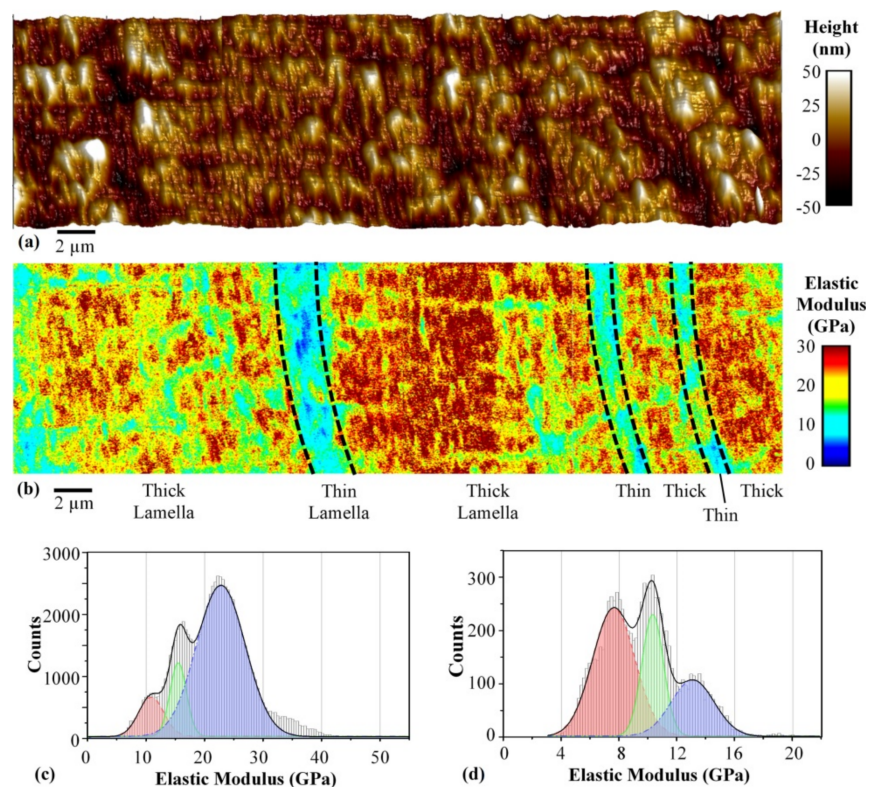 Height
(nm)
50
25
0
-25
-50
(a)
2 µm
Elastic
Modulus
(GPa)
30
20
10
0
(b)
2 µm
Thick
Lamella
Thin
Lamella
Thick
Lamella
Thin
Thick
Thick
Thin
3000
2000
1000
0
Counts
0 10 20 30 40 50
(c)
Elastic Modulus (GPa)
300
200
100
0
Counts
0 4 8 12 16 20
(d)
Elastic Modulus (GPa)